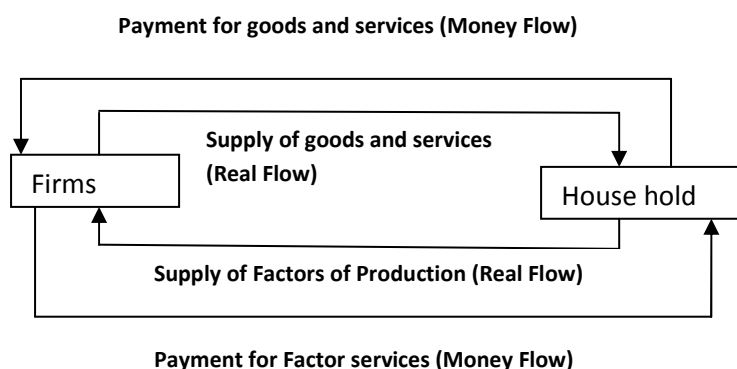 Payment for goods and services (Money Flow)
Supply of goods and services
(Real Flow)
Firms
House hold
Supply of Factors of Production (Real Flow)
Payment for Factor services (Money Flow)